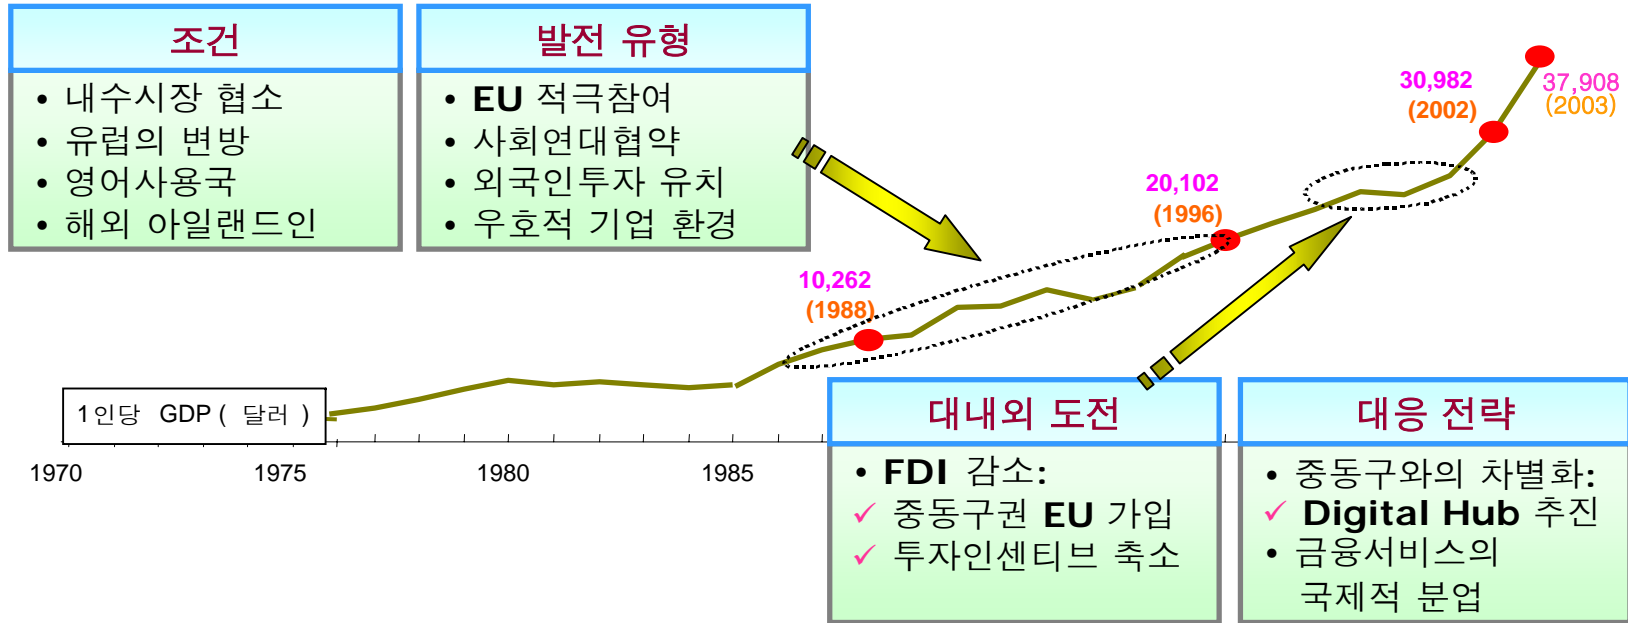 조건
• 내수시장 협소
• 유럽의 변방
• 영어사용국
• 해외 아일랜드인
발전 유형
• EU 적극참여
• 사회연대협약
• 외국인투자 유치
• 우호적 기업 환경
10,262
(1988)
20,102
(1996)
30,982
(2002)
37,908
(2003)
1인당 GDP ( 달러 )
1970
1975
1980
1985
대내외 도전
• FDI 감소:
✓ 중동구권 EU 가입
✓ 투자인센티브 축소
대응 전략
• 중동구와의 차별화:
✓ Digital Hub 추진
• 금융서비스의
국제적 분업